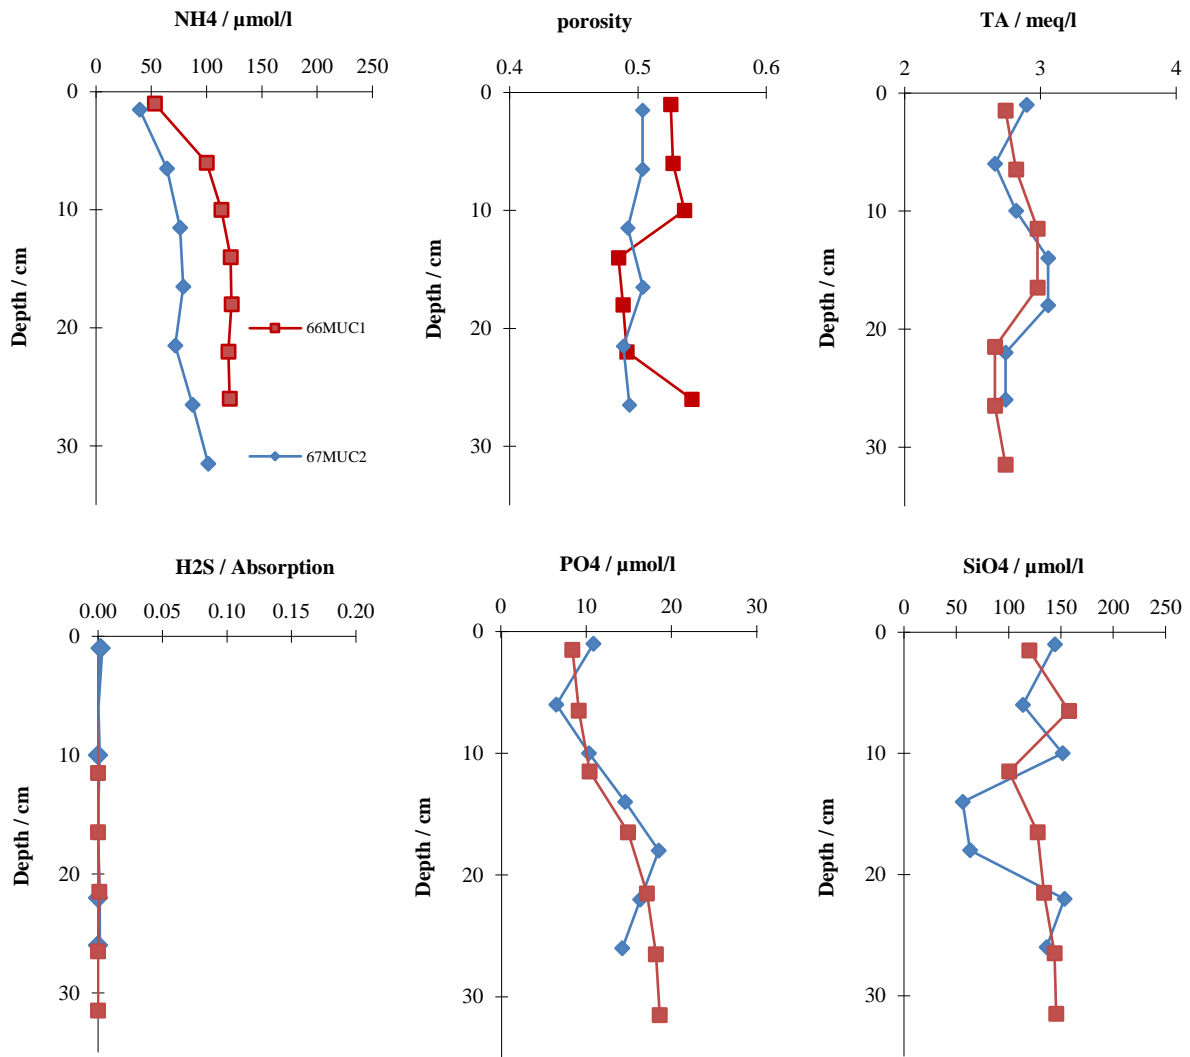 NH4 / µmol/l
0 50 100 150 200 250
0
10
20
30
Depth / cm
66MUC1
67MUC2
porosity
0.4 0.5 0.6
0
10
20
30
Depth / cm
TA / meq/l
2 3 4
0
10
20
30
Depth / cm
H2S / Absorption
0.00 0.05 0.10 0.15 0.20
0
10
20
30
Depth / cm
PO4 / µmol/l
0 10 20 30
0
10
20
30
Depth / cm
SiO4 / µmol/l
0 50 100 150 200 250
0
10
20
30
Depth / cm